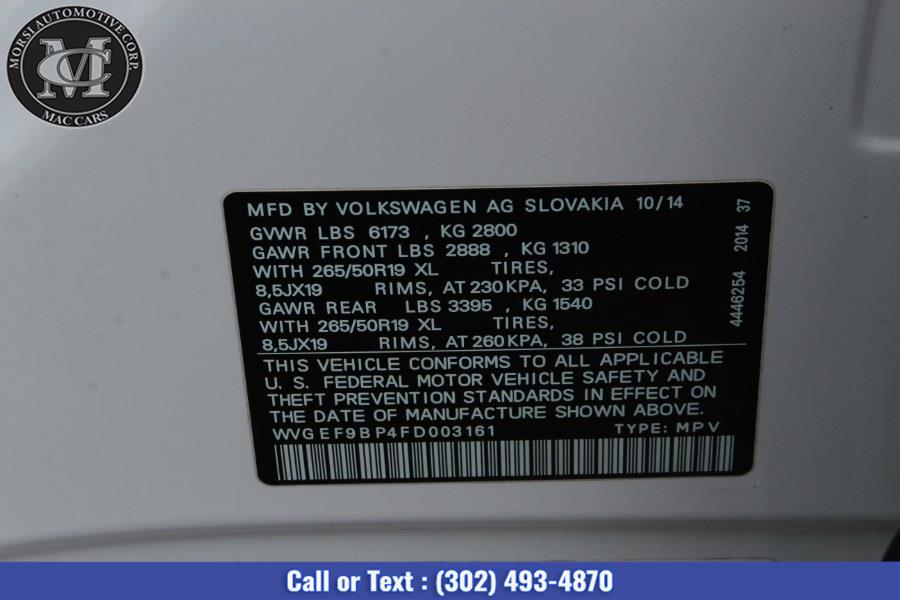 MORSI AUTOMOTIVE CORP.
MC
MAC CARS
MFD BY VOLKSWAGEN AG SLOVAKIA 10/14
GVWR LBS 6173 , KG 2800
GAWR FRONT LBS 2888 , KG 1310
WITH 265/50R19 XL TIRES,
8,5JX19 RIMS, AT 230 KPA, 33 PSI COLD
GAWR REAR LBS 3395 , KG 1540
WITH 265/50R19 XL TIRES,
8,5JX19 RIMS, AT 260 KPA, 38 PSI COLD
4446254 2014 37
THIS VEHICLE CONFORMS TO ALL APPLICABLE
U. S. FEDERAL MOTOR VEHICLE SAFETY AND
THEFT PREVENTION STANDARDS IN EFFECT ON
THE DATE OF MANUFACTURE SHOWN ABOVE.
WVGEF9BP4FD003161 TYPE: MPV
Call or Text : (302) 493-4870